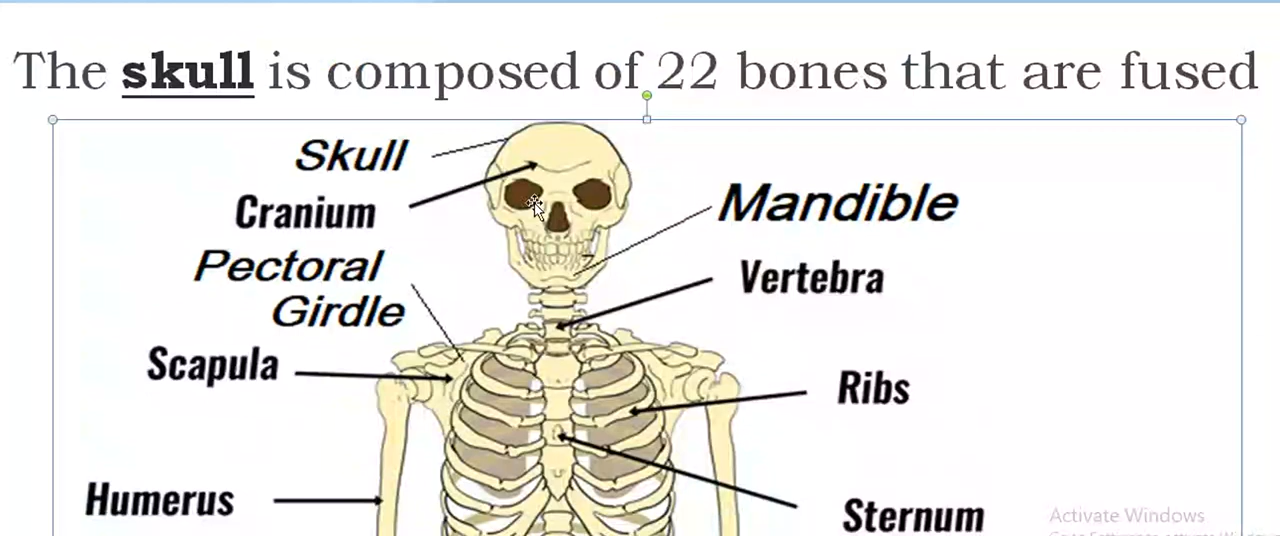 The skull is composed of 22 bones that are fused
Skull
Cranium
Mandible
Pectoral
Girdle
Vertebra
Scapula
Ribs
Humerus
Sternum
Activate Windows